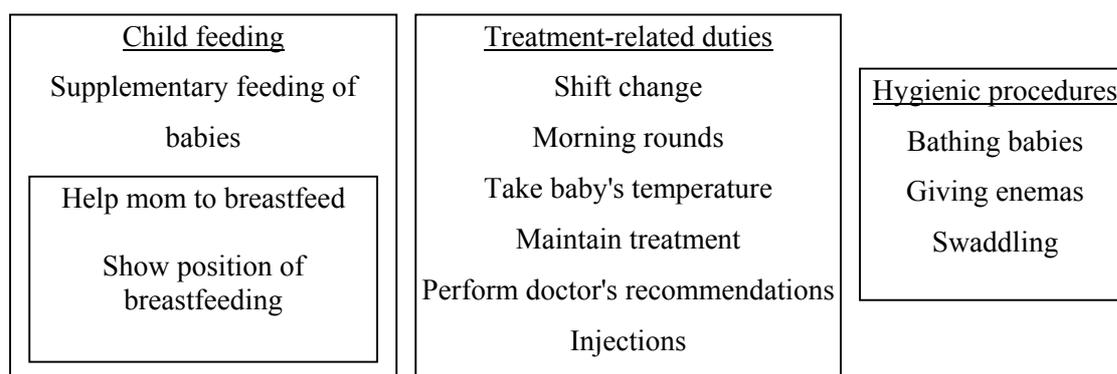 Child feeding
Supplementary feeding of
babies
Help mom to breastfeed
Show position of
breastfeeding
Treatment-related duties
Shift change
Morning rounds
Take baby's temperature
Maintain treatment
Perform doctor's recommendations
Injections
Hygienic procedures
Bathing babies
Giving enemas
Swaddling